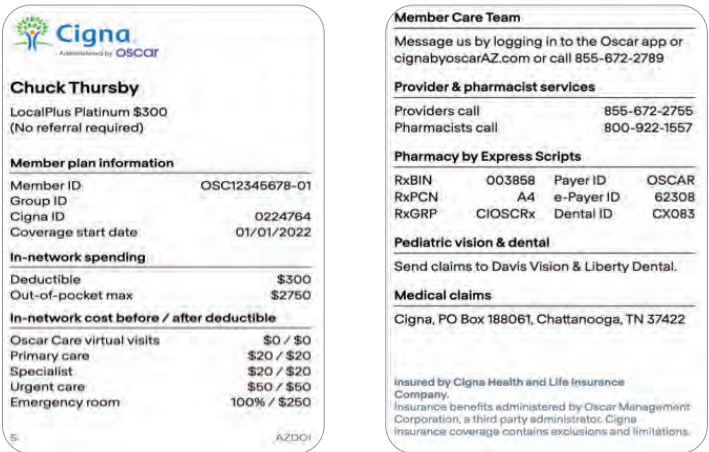 Cigna
Administered by oscar
Chuck Thursby
LocalPlus Platinum $300
(No referral required)
Member plan information
Member ID OSC12345678-01
Group ID
Cigna ID 0224764
Coverage start date 01/01/2022
In-network spending
Deductible $300
Out-of-pocket max $2750
In-network cost before / after deductible
Oscar Care virtual visits $0 / $0
Primary care $20 / $20
Specialist $20 / $20
Urgent care $50 / $50
Emergency room 100% / $250
S AZDOI
Member Care Team
Message us by logging in to the Oscar app or
cignabyoscarAZ.com or call 855-672-2789
Provider & pharmacist services
Providers call 855-672-2755
Pharmacists call 800-922-1557
Pharmacy by Express Scripts
RxBIN 003858 Payer ID OSCAR
RxPCN A4 e-Payer ID 62308
RxGRP CIOSCRx Dental ID CX083
Pediatric vision & dental
Send claims to Davis Vision & Liberty Dental.
Medical claims
Cigna, PO Box 188061, Chattanooga, TN 37422
Insured by Cigna Health and Life Insurance
Company.
Insurance benefits administered by Oscar Management
Corporation, a third party administrator. Cigna
insurance coverage contains exclusions and limitations.